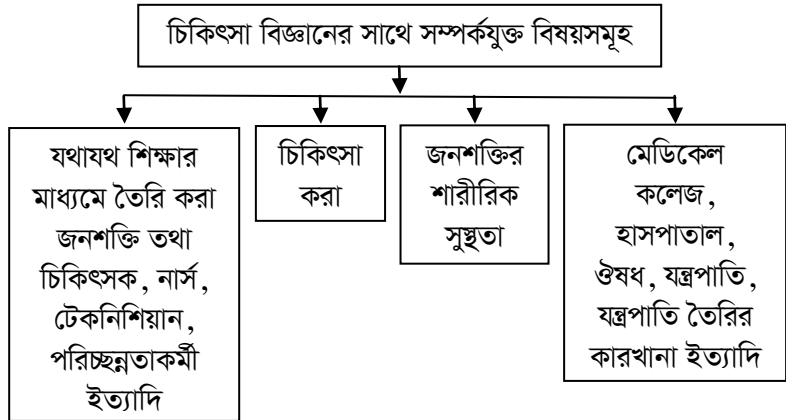 চিকিৎসা বিজ্ঞানের সাথে সম্পর্কযুক্ত বিষয়সমূহ
যথাযথ শিক্ষার
মাধ্যমে তৈরি করা
জনশক্তি তথা
চিকিৎসক, নার্স,
টেকনিশিয়ান,
পরিচ্ছন্নতাকর্মী
ইত্যাদি
চিকিৎসা
করা
জনশক্তির
শারীরিক
সুস্থতা
মেডিকেল
কলেজ,
হাসপাতাল,
ঔষধ, যন্ত্রপাতি,
যন্ত্রপাতি তৈরির
কারখানা ইত্যাদি